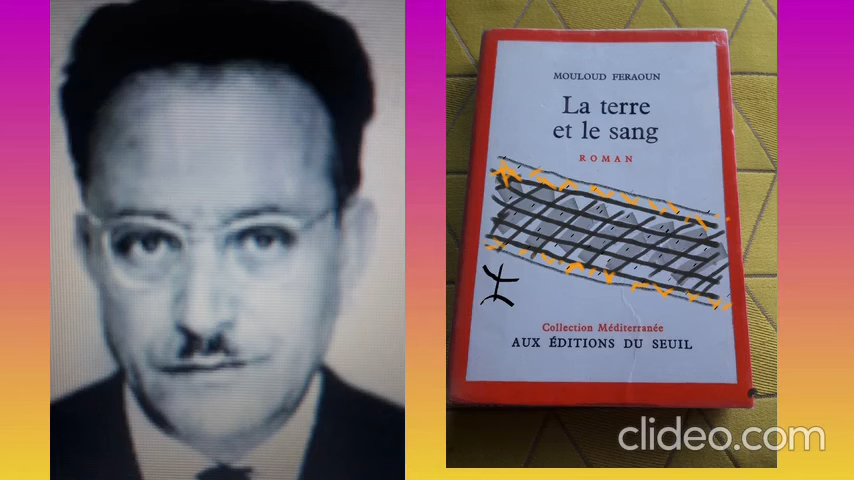 MOULOUD FERAOUN
La terre
et le sang
ROMAN
Collection Méditerranée
AUX ÉDITIONS DU SEUIL
clideo.com